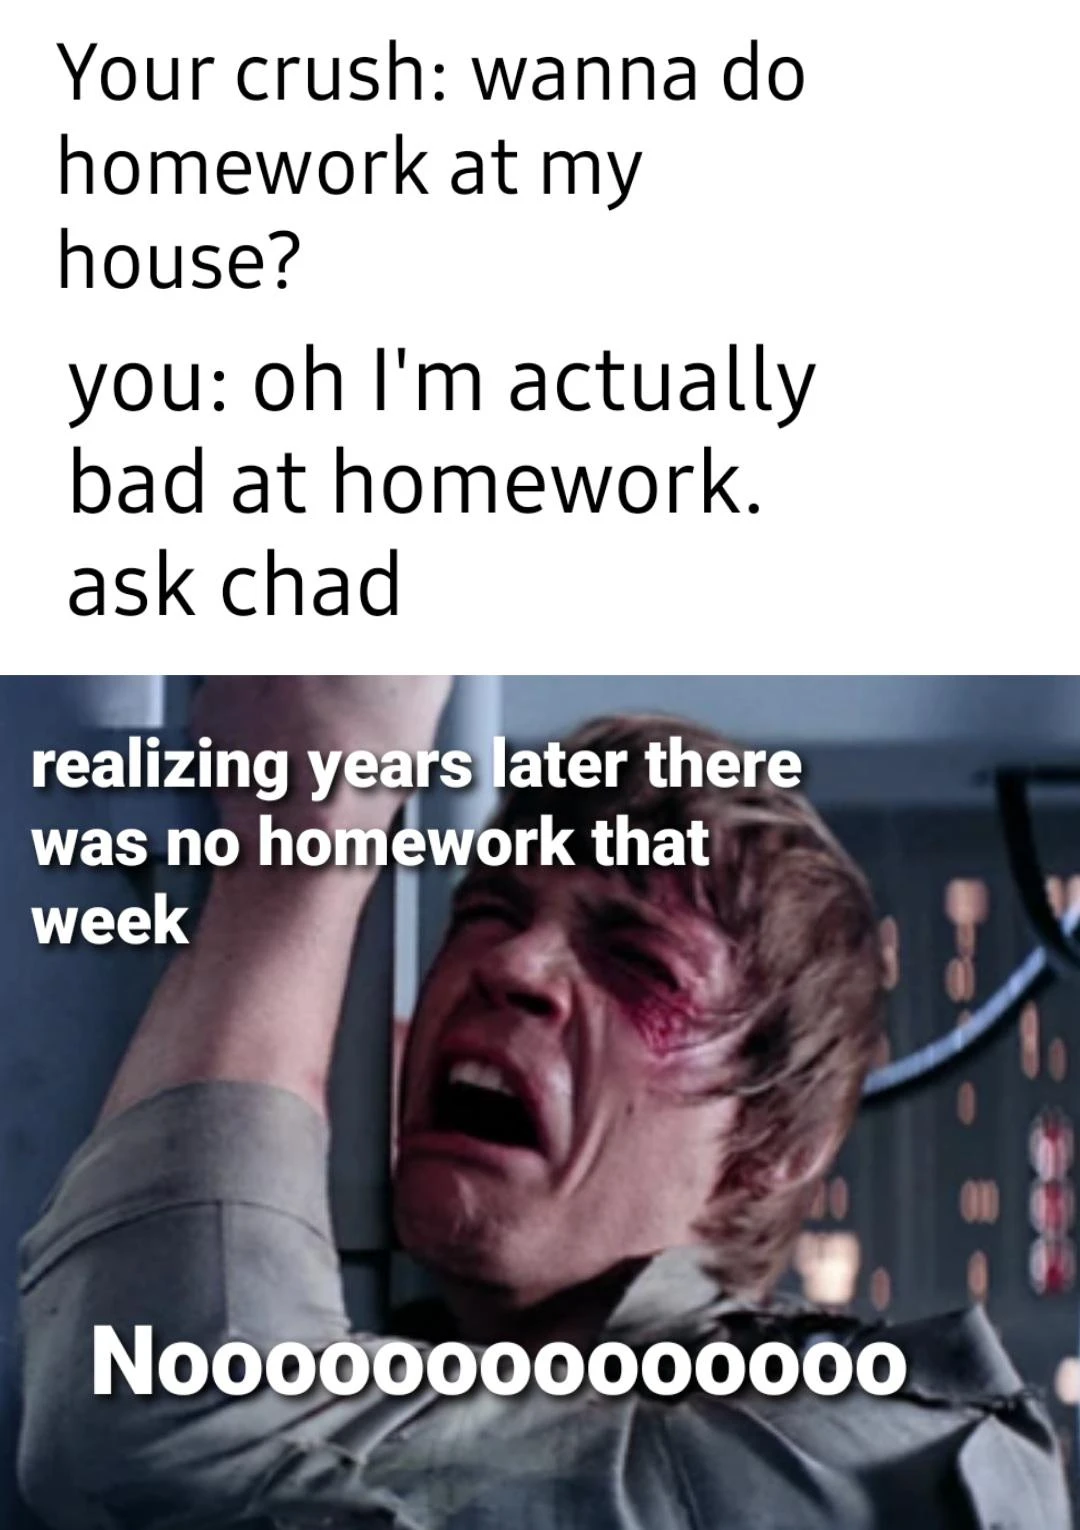 Your crush: wanna do
homework at my
house?
you: oh I'm actually
bad at homework.
ask chad
realizing years later there
was no homework that
week
Nooooooooooooooo